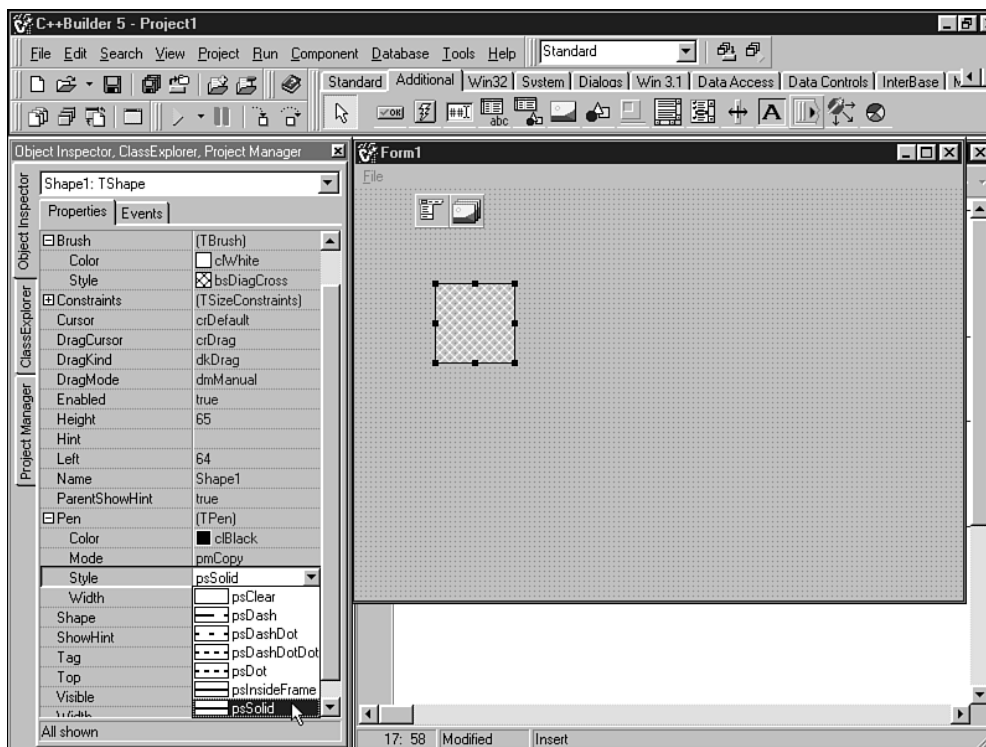 C++Builder 5 - Project1
File Edit Search View Project Run Component Database Tools Help Standard
Standard Additional Win32 System Dialogs Win 3.1 Data Access Data Controls InterBase
OK abc A
Object Inspector, ClassExplorer, Project Manager
Object Inspector
ClassExplorer
Project Manager
Shape1: TShape
Properties Events
Brush (TBrush)
Color clWhite
Style bsDiagCross
Constraints (TSizeConstraints)
Cursor crDefault
DragCursor crDrag
DragKind dkDrag
DragMode dmManual
Enabled true
Height 65
Hint
Left 64
Name Shape1
ParentShowHint true
Pen (TPen)
Color clBlack
Mode pmCopy
Style psSolid
Width psClear
Shape psDash
ShowHint psDashDot
Tag psDashDotDot
Top psDot
Visible psInsideFrame
Width psSolid
All shown
Form1
File
17: 58 Modified Insert